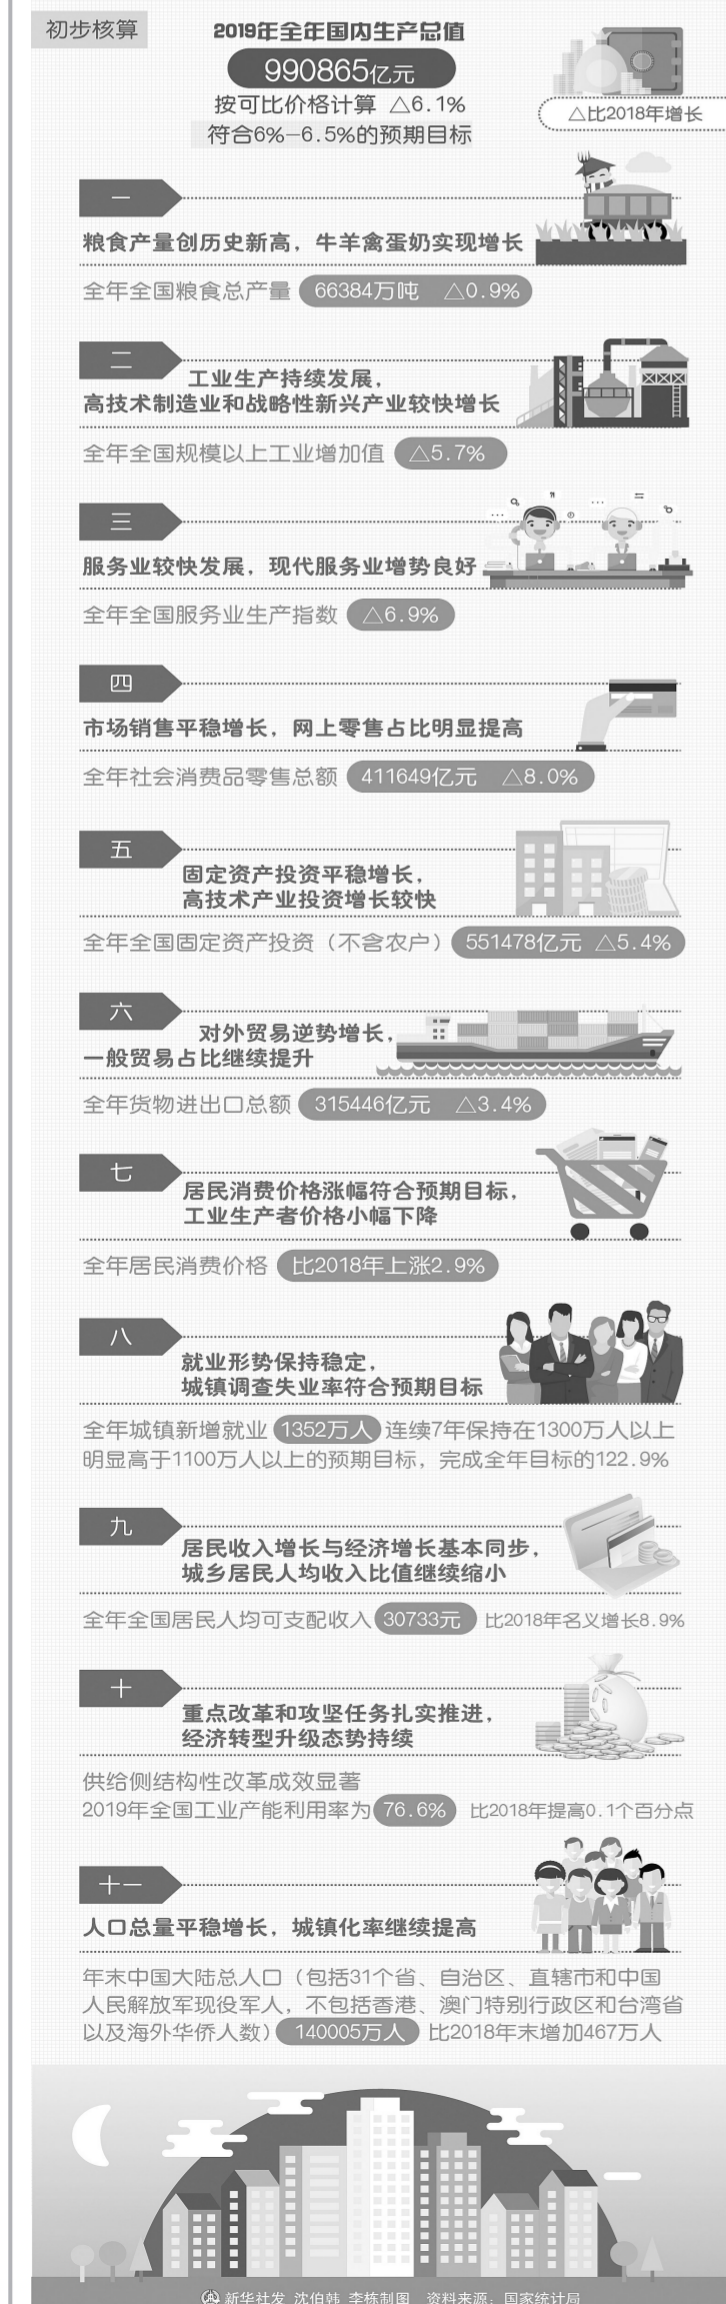 初步核算
2019年全年国内生产总值
990865亿元
按可比价格计算 △6.1%
符合6%-6.5%的预期目标
△比2018年增长
一
粮食产量创历史新高，牛羊禽蛋奶实现增长
全年全国粮食总产量 66384万吨 △0.9%
二
工业生产持续发展，
高技术制造业和战略性新兴产业较快增长
全年全国规模以上工业增加值 △5.7%
三
服务业较快发展，现代服务业增势良好
全年全国服务业生产指数 △6.9%
四
市场销售平稳增长，网上零售占比明显提高
全年社会消费品零售总额 411649亿元 △8.0%
五
固定资产投资平稳增长，
高技术产业投资增长较快
全年全国固定资产投资（不含农户） 551478亿元 △5.4%
六
对外贸易逆势增长，
一般贸易占比继续提升
全年货物进出口总额 315446亿元 △3.4%
七
居民消费价格涨幅符合预期目标，
工业生产者价格小幅下降
全年居民消费价格 比2018年上涨2.9%
八
就业形势保持稳定，
城镇调查失业率符合预期目标
全年城镇新增就业 1352万人 连续7年保持在1300万人以上
明显高于1100万人以上的预期目标，完成全年目标的122.9%
九
居民收入增长与经济增长基本同步，
城乡居民人均收入比值继续缩小
全年全国居民人均可支配收入 30733元 比2018年名义增长8.9%
十
重点改革和攻坚任务扎实推进，
经济转型升级态势持续
供给侧结构性改革成效显著
2019年全国工业产能利用率为 76.6% 比2018年提高0.1个百分点
十一
人口总量平稳增长，城镇化率继续提高
年末中国大陆总人口（包括31个省、自治区、直辖市和中国
人民解放军现役军人，不包括香港、澳门特别行政区和台湾省
以及海外华侨人数） 140005万人 比2018年末增加467万人
新华社发 沈伯韩 李栋制图 资料来源：国家统计局